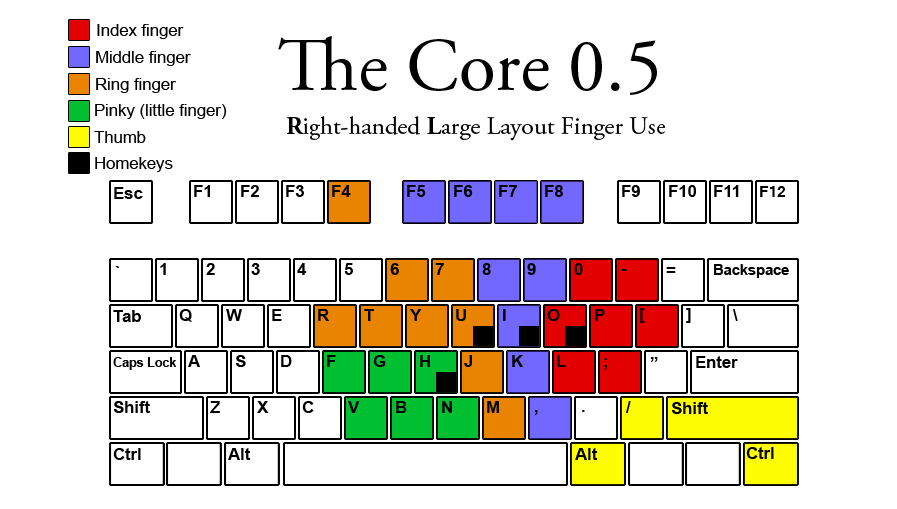 Index finger
Middle finger
Ring finger
Pinky (little finger)
Thumb
Homekeys
The Core 0.5
Right-handed Large Layout Finger Use
Esc F1 F2 F3 F4 F5 F6 F7 F8 F9 F10 F11 F12
` 1 2 3 4 5 6 7 8 9 0 - = Backspace
Tab Q W E R T Y U I O P [ ] \
Caps Lock A S D F G H J K L ; ” Enter
Shift Z X C V B N M , . / Shift
Ctrl Alt Alt Ctrl